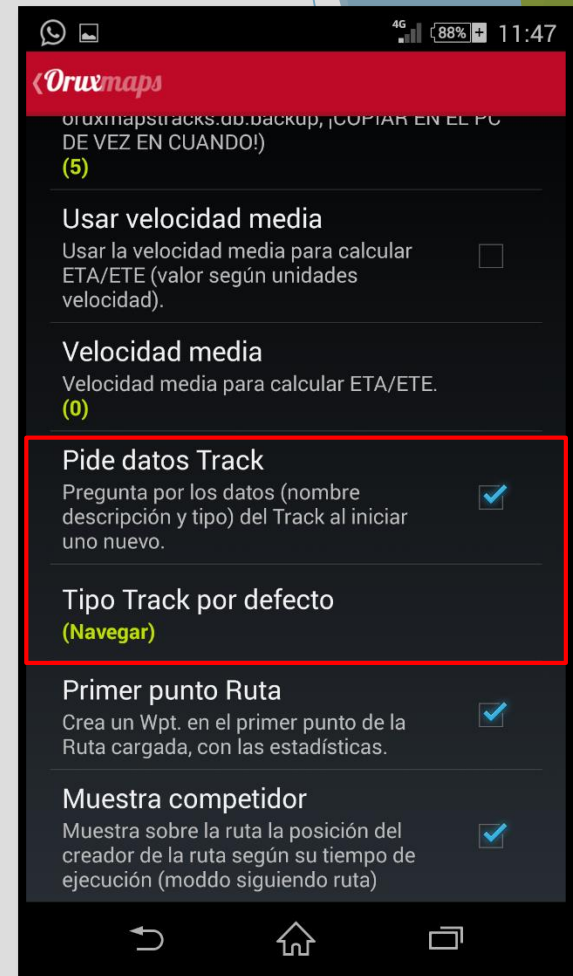 4G 88% 11:47
Oruxmaps
oruxmapstracks.db.backup, ¡COPIAR EN EL PC
DE VEZ EN CUANDO!)
(5)
Usar velocidad media
Usar la velocidad media para calcular
ETA/ETE (valor según unidades
velocidad).
Velocidad media
Velocidad media para calcular ETA/ETE.
(0)
Pide datos Track
Pregunta por los datos (nombre
descripción y tipo) del Track al iniciar
uno nuevo.
Tipo Track por defecto
(Navegar)
Primer punto Ruta
Crea un Wpt. en el primer punto de la
Ruta cargada, con las estadísticas.
Muestra competidor
Muestra sobre la ruta la posición del
creador de la ruta según su tiempo de
ejecución (moddo siguiendo ruta)